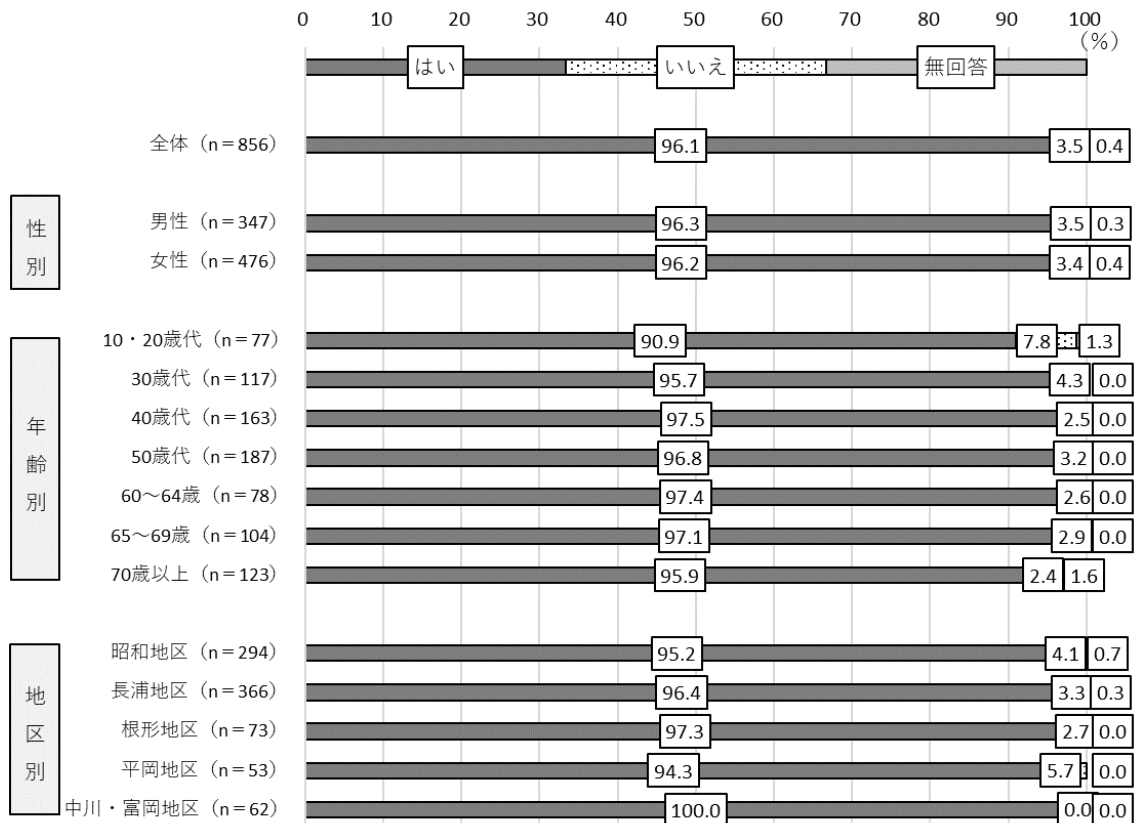 0 10 20 30 40 50 60 70 80 90 100
(%)
はい いいえ 無回答
全体（n＝856） 96.1 3.5 0.4
性別
男性（n＝347） 96.3 3.5 0.3
女性（n＝476） 96.2 3.4 0.4
年齢別
10・20歳代（n＝77） 90.9 7.8 1.3
30歳代（n＝117） 95.7 4.3 0.0
40歳代（n＝163） 97.5 2.5 0.0
50歳代（n＝187） 96.8 3.2 0.0
60～64歳（n＝78） 97.4 2.6 0.0
65～69歳（n＝104） 97.1 2.9 0.0
70歳以上（n＝123） 95.9 2.4 1.6
地区別
昭和地区（n＝294） 95.2 4.1 0.7
長浦地区（n＝366） 96.4 3.3 0.3
根形地区（n＝73） 97.3 2.7 0.0
平岡地区（n＝53） 94.3 5.7 0.0
中川・富岡地区（n＝62） 100.0 0.0 0.0